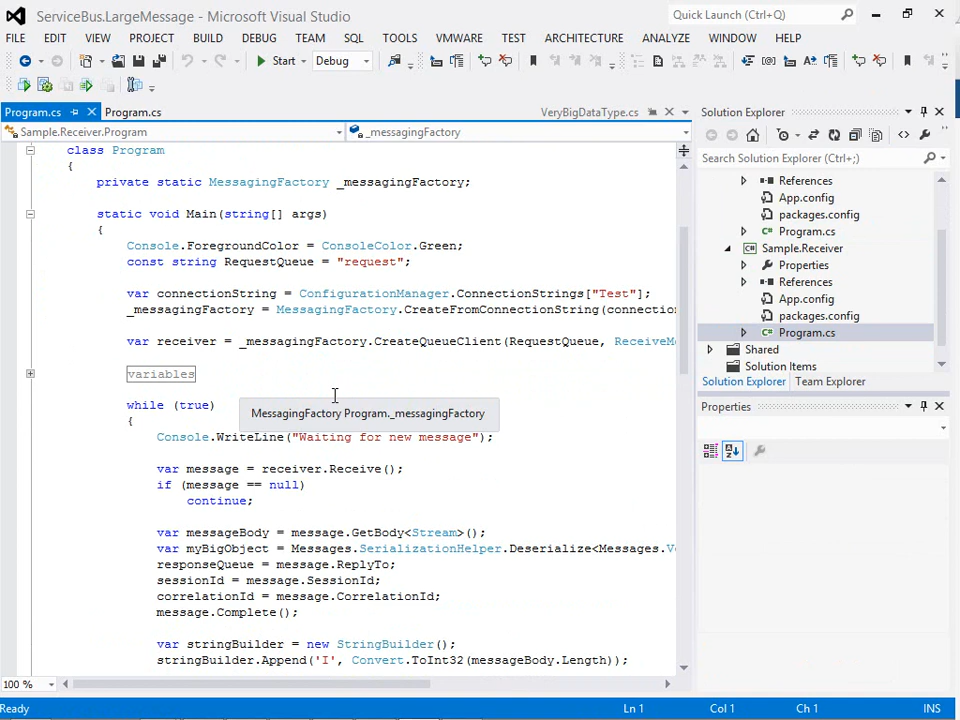 ServiceBus.LargeMessage - Microsoft Visual Studio
Quick Launch (Ctrl+Q)
FILE EDIT VIEW PROJECT BUILD DEBUG TEAM SQL TOOLS VMWARE TEST ARCHITECTURE ANALYZE WINDOW HELP
Start Debug
Program.cs Program.cs VeryBigDataType.cs
Sample.Receiver.Program _messagingFactory
class Program
{
private static MessagingFactory _messagingFactory;
static void Main(string[] args)
{
Console.ForegroundColor = ConsoleColor.Green;
const string RequestQueue = "request";
var connectionString = ConfigurationManager.ConnectionStrings["Test"];
_messagingFactory = MessagingFactory.CreateFromConnectionString(connection
var receiver = _messagingFactory.CreateQueueClient(RequestQueue, ReceiveMo
variables
while (true)
MessagingFactory Program._messagingFactory
{
Console.WriteLine("Waiting for new message");
var message = receiver.Receive();
if (message == null)
continue;
var messageBody = message.GetBody<Stream>();
var myBigObject = Messages.SerializationHelper.Deserialize<Messages.Ve
responseQueue = message.ReplyTo;
sessionId = message.SessionId;
correlationId = message.CorrelationId;
message.Complete();
var stringBuilder = new StringBuilder();
stringBuilder.Append('I', Convert.ToInt32(messageBody.Length));
100 %
Solution Explorer
Search Solution Explorer (Ctrl+;)
References
App.config
packages.config
Program.cs
Sample.Receiver
Properties
References
App.config
packages.config
Program.cs
Shared
Solution Items
Solution Explorer Team Explorer
Properties
Ready Ln 1 Col 1 Ch 1 INS